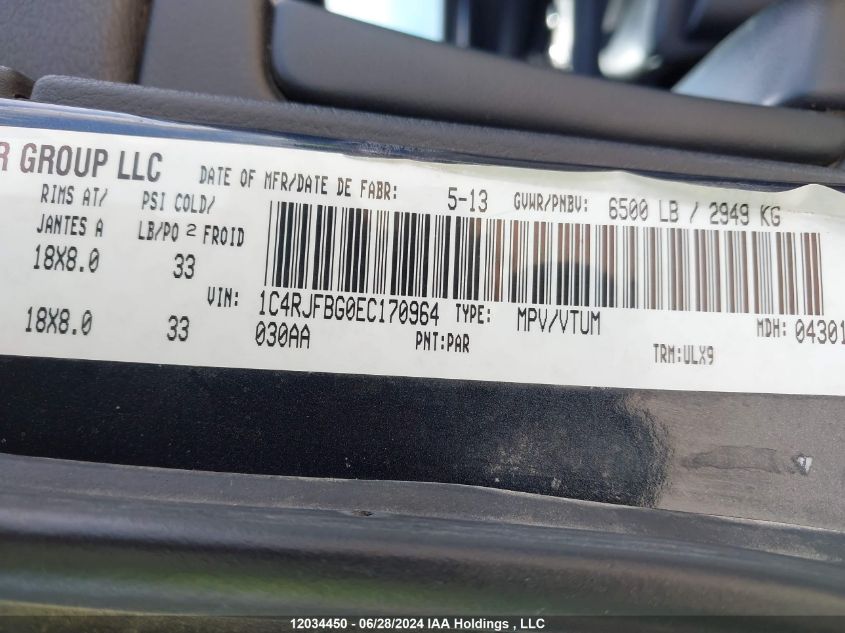 R GROUP LLC DATE OF MFR/DATE DE FABR: 5-13 GVWR/PNBV: 6500 LB / 2949 KG
RIMS AT/ PSI COLD/
JANTES A LB/PO 2 FROID
18X8.0 33
VIN: 1C4RJFBG0EC170964 TYPE: MPV/VTUM MDH: 04301
18X8.0 33 030AA PNT:PAR TRM:ULX9
12034450 - 06/28/2024 IAA Holdings , LLC